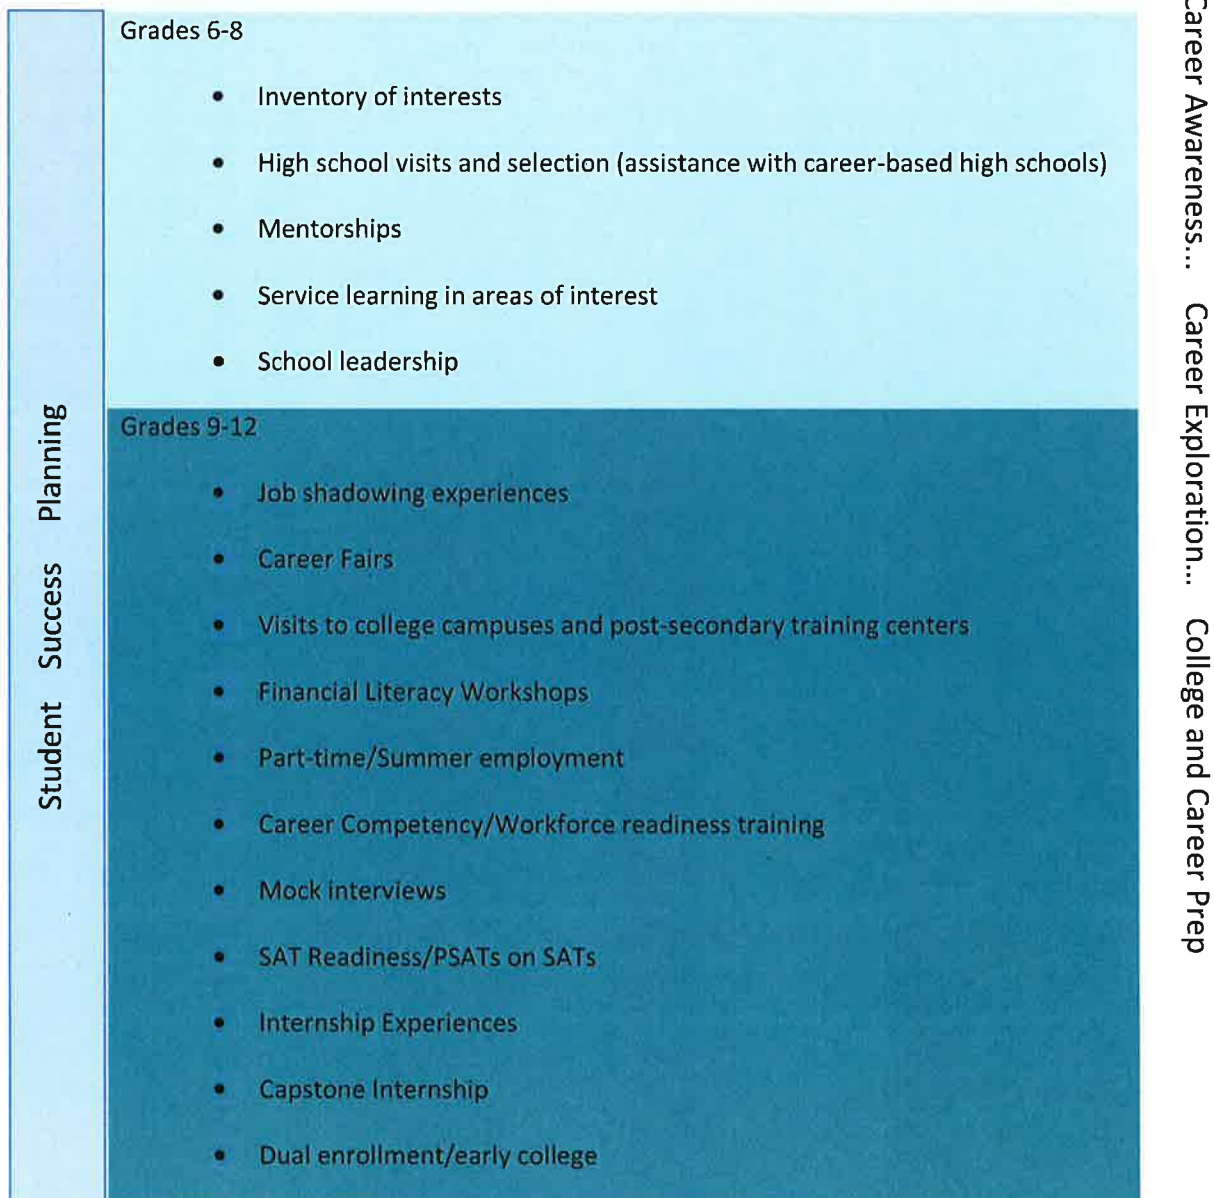 Grades 6-8
• Inventory of interests
• High school visits and selection (assistance with career-based high schools)
• Mentorships
• Service learning in areas of interest
• School leadership
Grades 9-12
• Job shadowing experiences
• Career Fairs
• Visits to college campuses and post-secondary training centers
• Financial Literacy Workshops
• Part-time/Summer employment
• Career Competency/Workforce readiness training
• Mock interviews
• SAT Readiness/PSATs on SATs
• Internship Experiences
• Capstone Internship
• Dual enrollment/early college
Student Success Planning
Career Awareness... Career Exploration... College and Career Prep